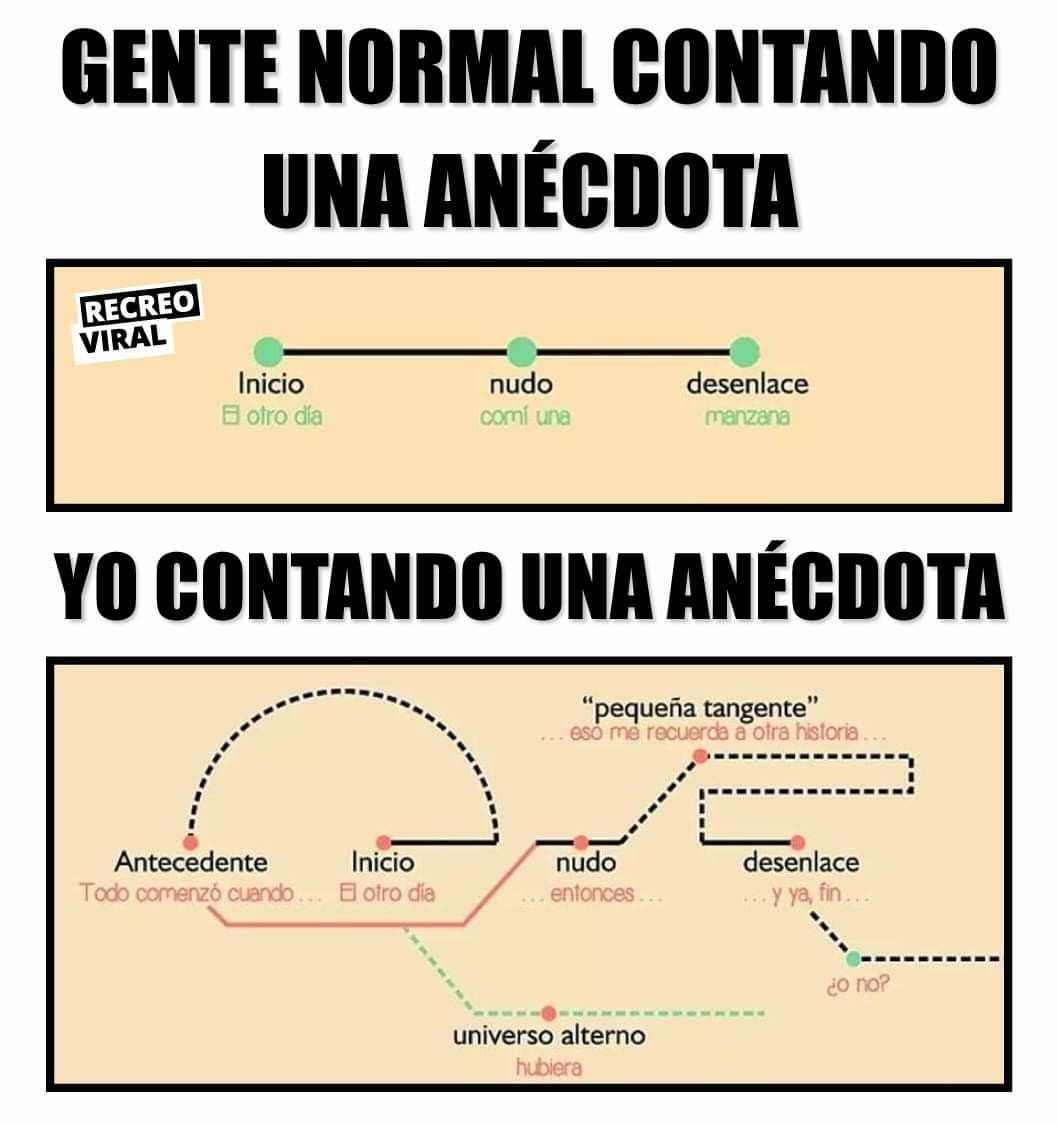 GENTE NORMAL CONTANDO
UNA ANÉCDOTA
RECREO
VIRAL
Inicio
nudo
desenlace
El otro día
comí una
manzana
YO CONTANDO UNA ANÉCDOTA
“pequeña tangente”
... eso me recuerda a otra historia ...
Antecedente
Inicio
nudo
desenlace
Todo comenzó cuando ...
El otro día
... entonces ...
... y ya, fin ...
¿o no?
universo alterno
hubiera